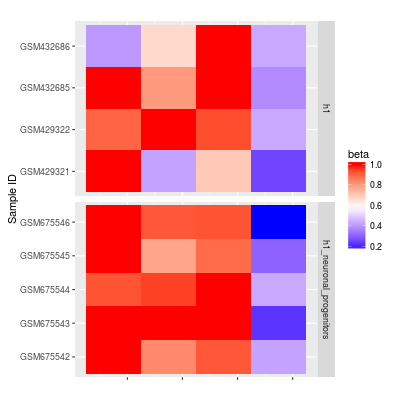 GSM432686
GSM432685
GSM429322
GSM429321
h1
GSM675546
GSM675545
GSM675544
GSM675543
GSM675542
h1_neuronal_progenitors
Sample ID
beta
1.0
0.8
0.6
0.4
0.2